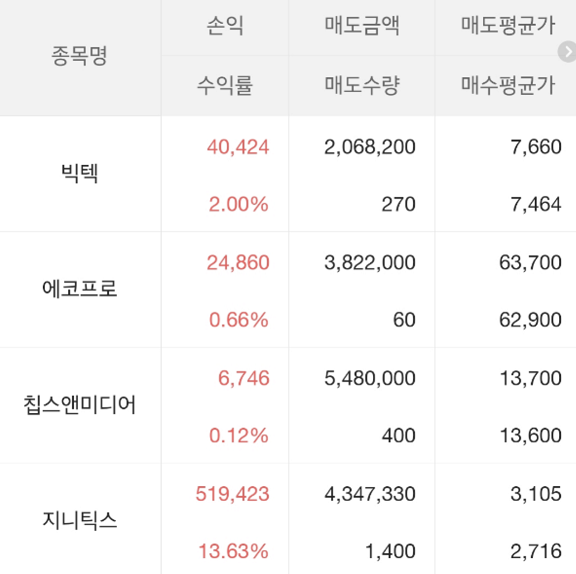 종목명 손익 매도금액 매도평균가
수익률 매도수량 매수평균가
빅텍 40,424 2,068,200 7,660
2.00% 270 7,464
에코프로 24,860 3,822,000 63,700
0.66% 60 62,900
칩스앤미디어 6,746 5,480,000 13,700
0.12% 400 13,600
지니틱스 519,423 4,347,330 3,105
13.63% 1,400 2,716